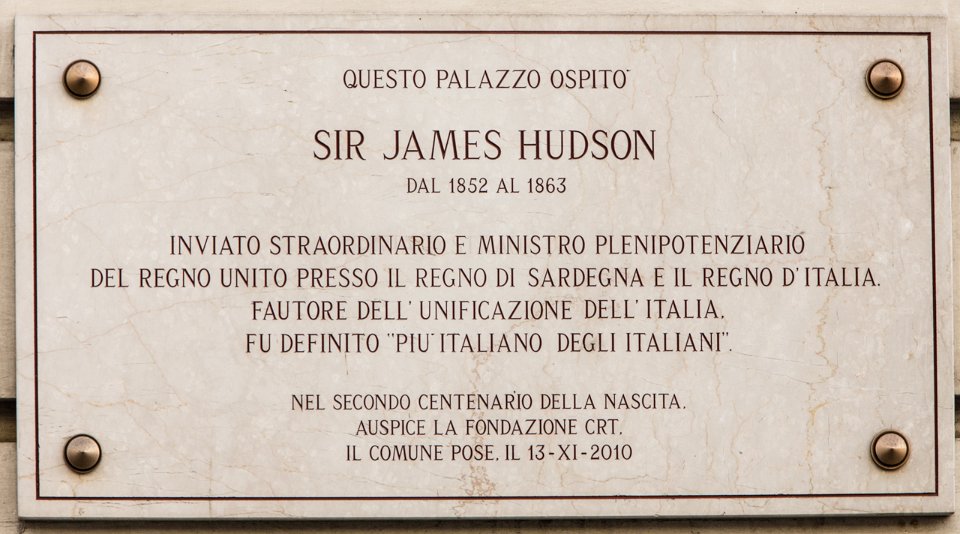 QUESTO PALAZZO OSPITO'
SIR JAMES HUDSON
DAL 1852 AL 1863
INVIATO STRAORDINARIO E MINISTRO PLENIPOTENZIARIO
DEL REGNO UNITO PRESSO IL REGNO DI SARDEGNA E IL REGNO D'ITALIA.
FAUTORE DELL'UNIFICAZIONE DELL'ITALIA,
FU DEFINITO "PIU' ITALIANO DEGLI ITALIANI".
NEL SECONDO CENTENARIO DELLA NASCITA.
AUSPICE LA FONDAZIONE CRT,
IL COMUNE POSE, IL 13-XI-2010